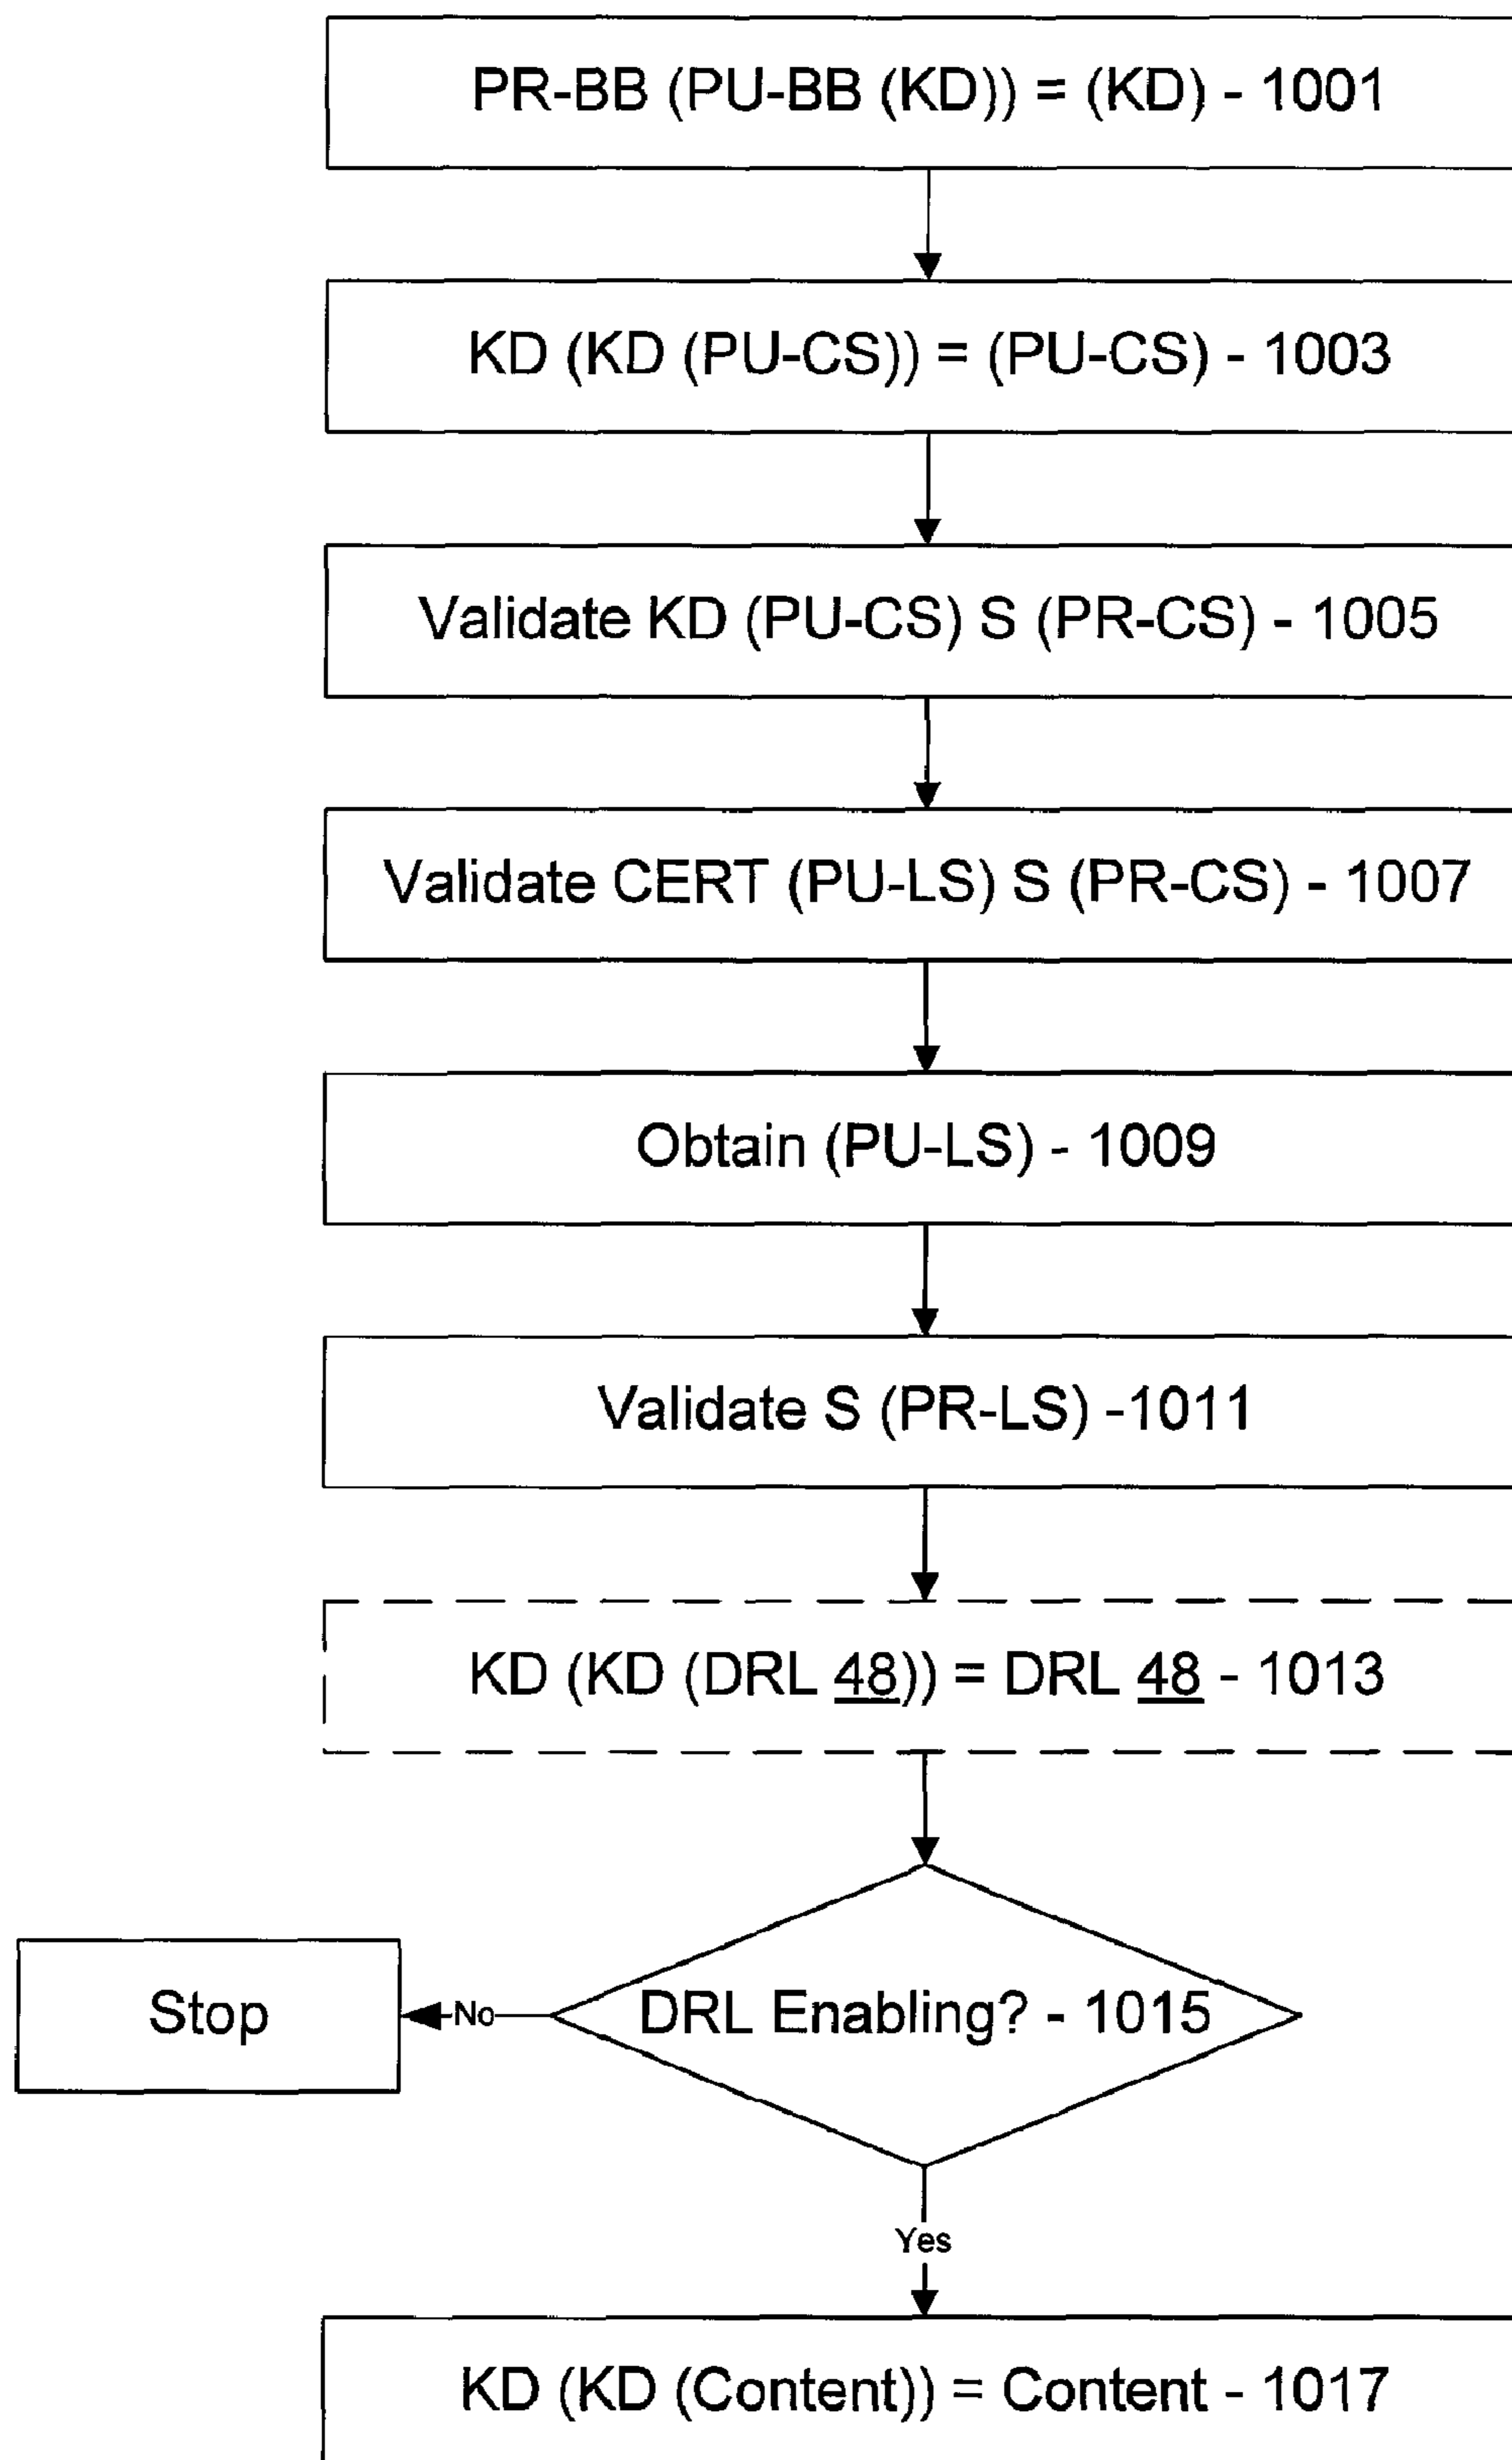 PR-BB (PU-BB (KD)) = (KD) - 1001
KD (KD (PU-CS)) = (PU-CS) - 1003
Validate KD (PU-CS) S (PR-CS) - 1005
Validate CERT (PU-LS) S (PR-CS) - 1007
Obtain (PU-LS) - 1009
Validate S (PR-LS) -1011
KD (KD (DRL 48)) = DRL 48 - 1013
DRL Enabling? - 1015
No
Stop
Yes
KD (KD (Content)) = Content - 1017